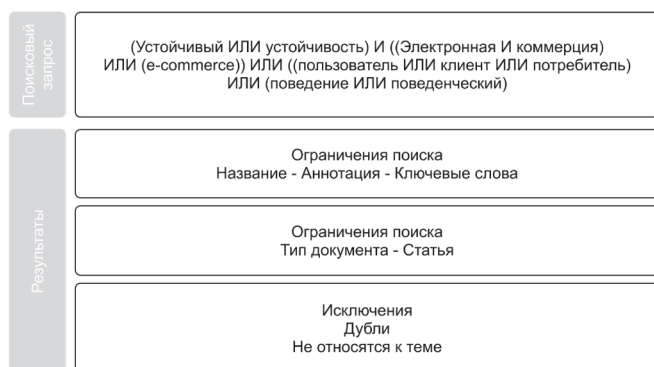 Поисковый
запрос
(Устойчивый ИЛИ устойчивость) И ((Электронная И коммерция)
ИЛИ (e-commerce)) ИЛИ ((пользователь ИЛИ клиент ИЛИ потребитель)
ИЛИ (поведение ИЛИ поведенческий)
Результаты
Ограничения поиска
Название - Аннотация - Ключевые слова
Ограничения поиска
Тип документа - Статья
Исключения
Дубли
Не относятся к теме